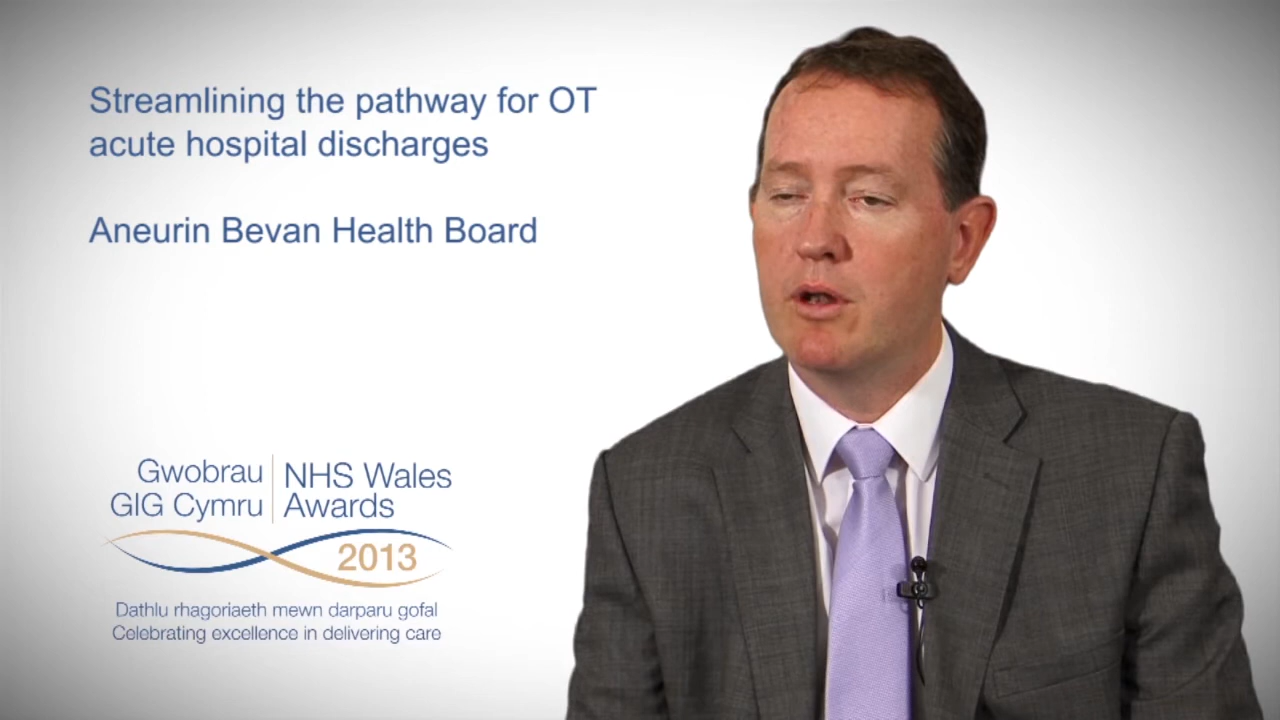 Streamlining the pathway for OT
acute hospital discharges
Aneurin Bevan Health Board
Gwobrau
GIG Cymru
NHS Wales
Awards
2013
Dathlu rhagoriaeth mewn darparu gofal
Celebrating excellence in delivering care